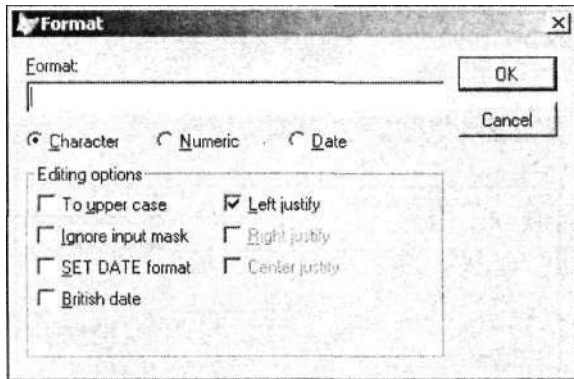 Format
Format:
OK
Cancel
Character Numeric Date
Editing options
To upper case Left justify
Ignore input mask Right justify
SET DATE format Center justify
British date